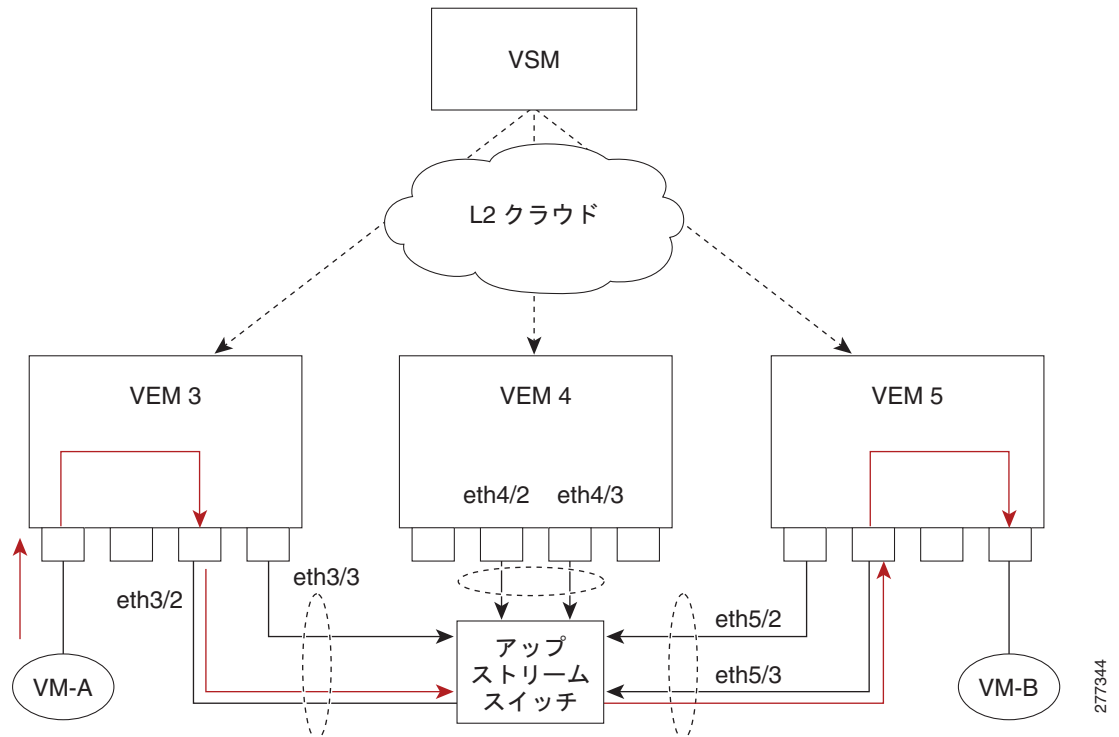 VSM
L2 クラウド
VEM 3
VEM 4
VEM 5
eth4/2
eth4/3
eth3/3
eth3/2
eth5/2
eth5/3
アップ
ストリーム
スイッチ
VM-A
VM-B
277344